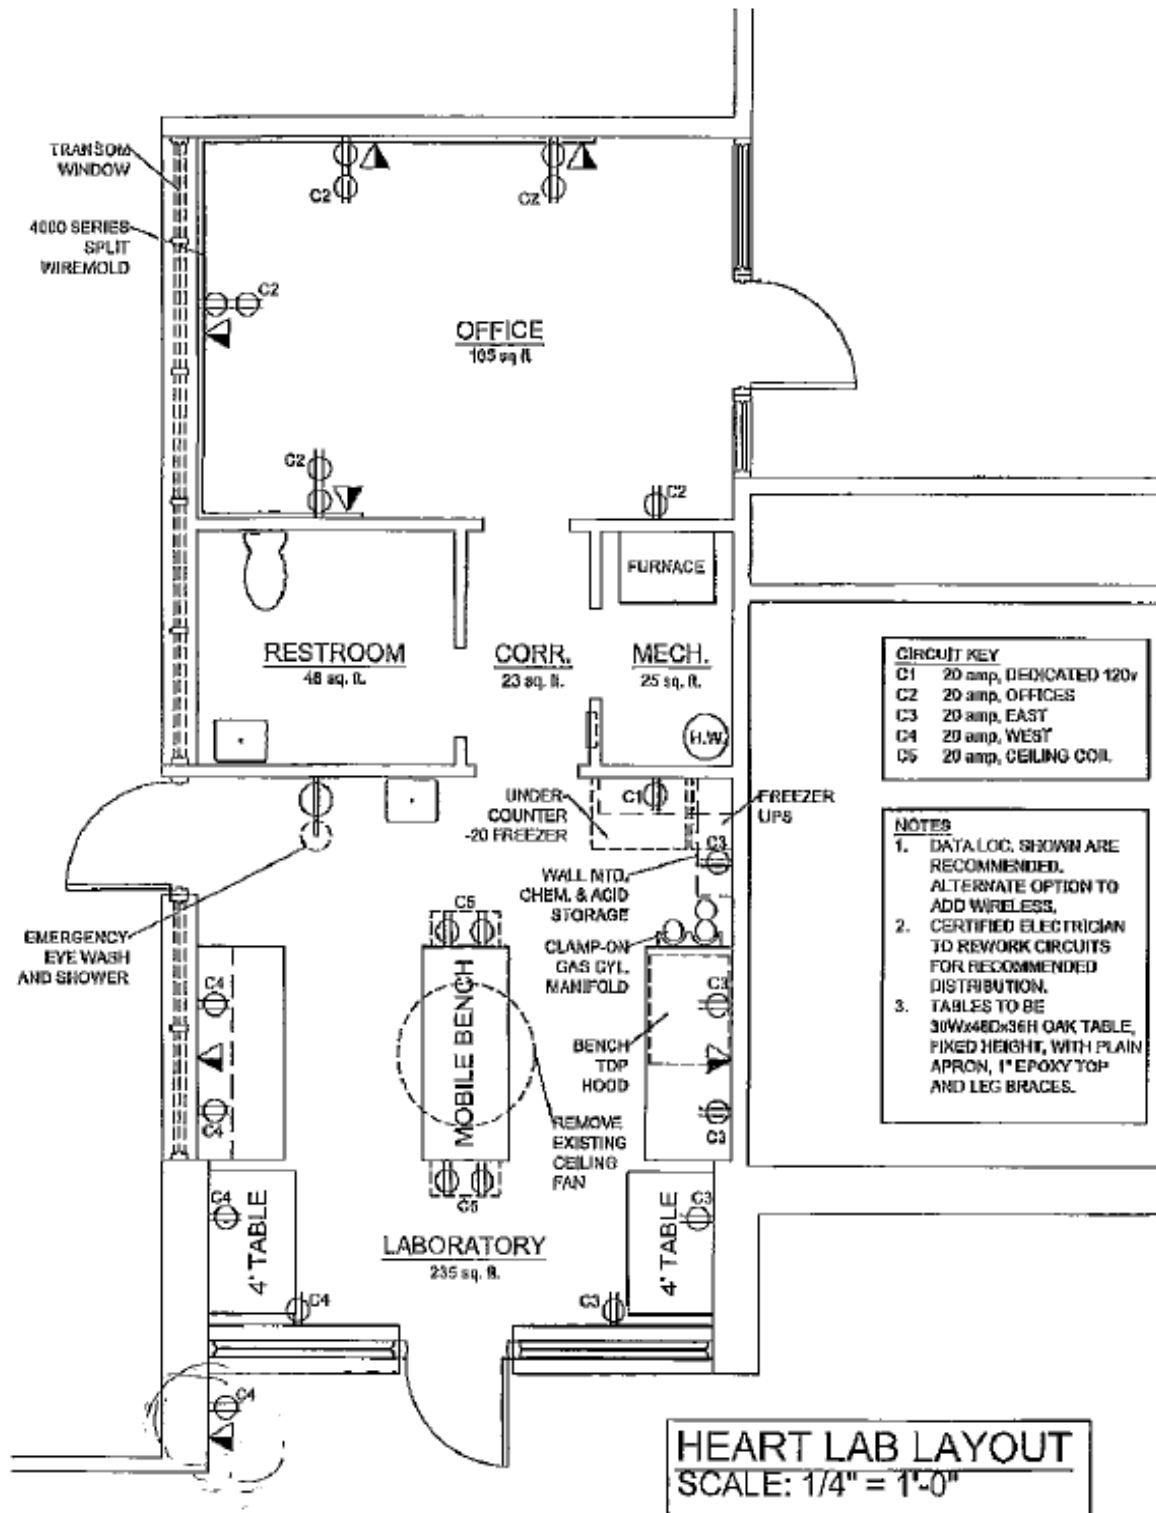 TRANSOM
WINDOW
4000 SERIES
SPLIT
WIREMOLD
C2
C2
C2
OFFICE
105 sq ft
C2
C2
FURNACE
RESTROOM
48 sq. ft.
CORR.
23 sq. ft.
MECH.
25 sq. ft.
H.W.
CIRCUIT KEY
C1 20 amp, DEDICATED 120v
C2 20 amp, OFFICES
C3 20 amp, EAST
C4 20 amp, WEST
C5 20 amp, CEILING COIL
UNDER
COUNTER
-20 FREEZER
C1
FREEZER
UPS
C3
WALL MTD.
CHEM. & ACID
STORAGE
CLAMP-ON
GAS CYL.
MANIFOLD
EMERGENCY
EYE WASH
AND SHOWER
C5
C4
MOBILE BENCH
C3
BENCH
TOP
HOOD
C4
C3
REMOVE
EXISTING
CEILING
FAN
C5
C4
4' TABLE
C3
4' TABLE
LABORATORY
235 sq. ft.
C4
C3
C4
NOTES
1. DATA LOC. SHOWN ARE
RECOMMENDED.
ALTERNATE OPTION TO
ADD WIRELESS.
2. CERTIFIED ELECTRICIAN
TO REWORK CIRCUITS
FOR RECOMMENDED
DISTRIBUTION.
3. TABLES TO BE
30Wx48Dx36H OAK TABLE,
FIXED HEIGHT, WITH PLAIN
APRON, 1" EPOXY TOP
AND LEG BRACES.
HEART LAB LAYOUT
SCALE: 1/4" = 1'-0"